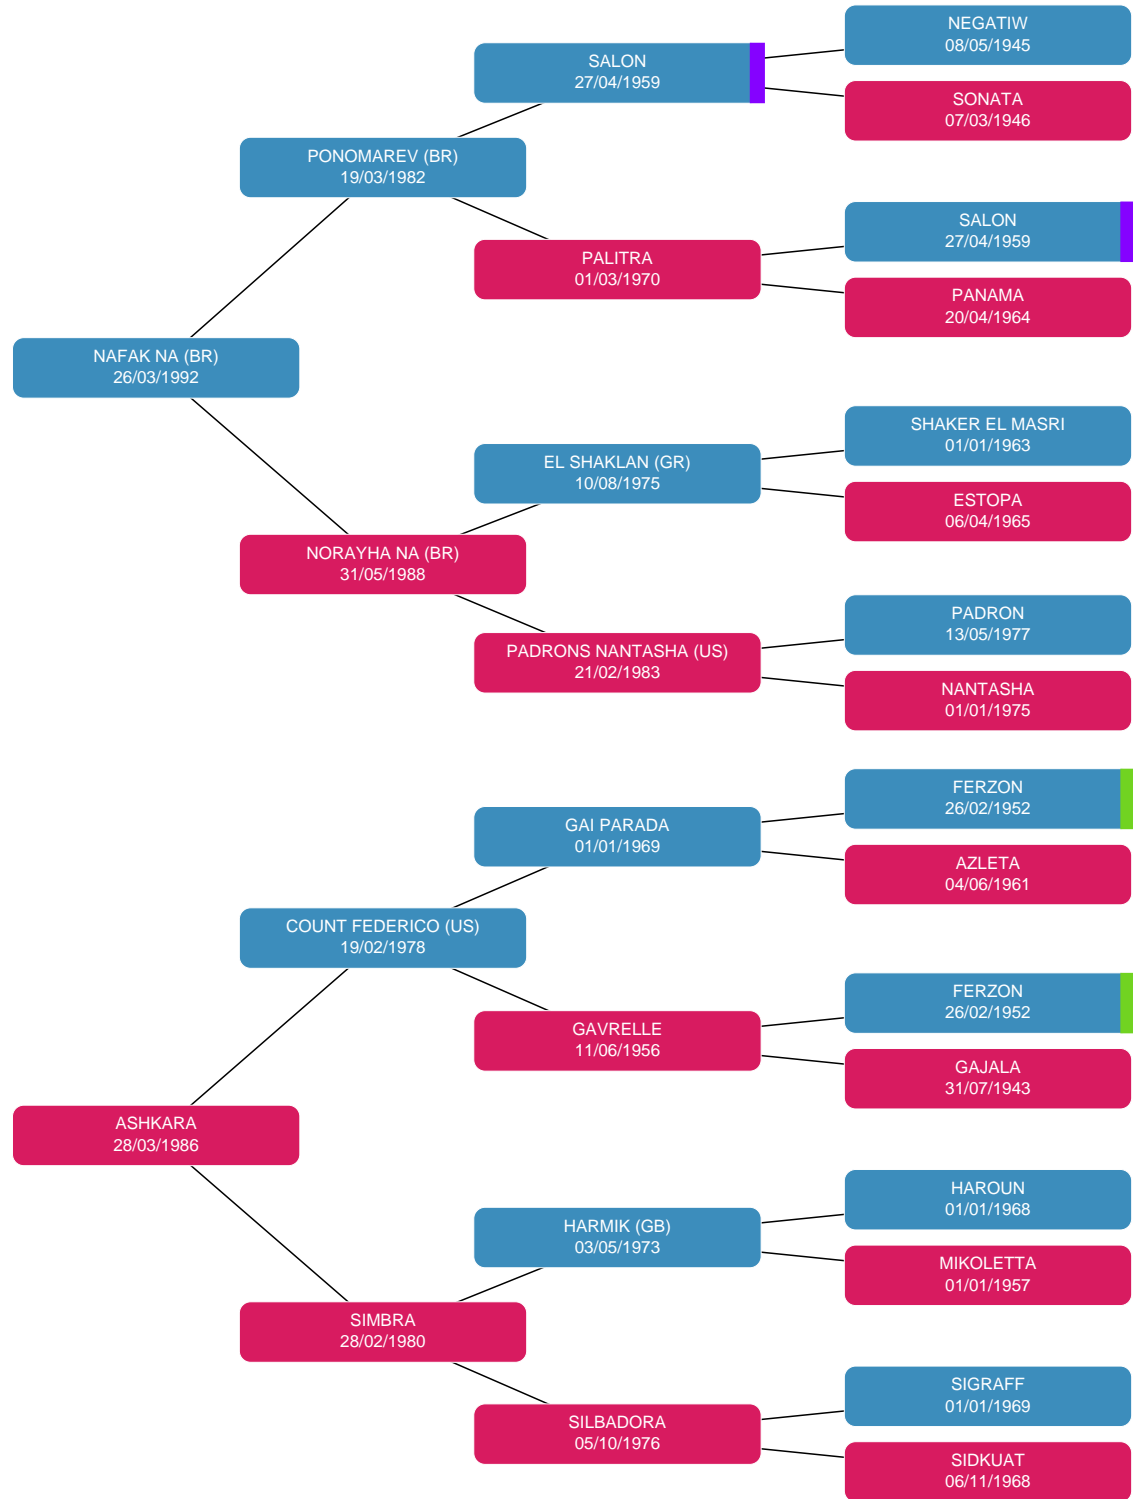 NEGATIW
08/05/1945
SALON
27/04/1959
SONATA
07/03/1946
PONOMAREV (BR)
19/03/1982
SALON
27/04/1959
PALITRA
01/03/1970
PANAMA
20/04/1964
NAFAK NA (BR)
26/03/1992
SHAKER EL MASRI
01/01/1963
EL SHAKLAN (GR)
10/08/1975
ESTOPA
06/04/1965
NORAYHA NA (BR)
31/05/1988
PADRON
13/05/1977
PADRONS NANTASHA (US)
21/02/1983
NANTASHA
01/01/1975
FERZON
26/02/1952
GAI PARADA
01/01/1969
AZLETA
04/06/1961
COUNT FEDERICO (US)
19/02/1978
FERZON
26/02/1952
GAVRELLE
11/06/1956
GAJALA
31/07/1943
ASHKARA
28/03/1986
HAROUN
01/01/1968
HARMIK (GB)
03/05/1973
MIKOLETTA
01/01/1957
SIMBRA
28/02/1980
SIGRAFF
01/01/1969
SILBADORA
05/10/1976
SIDKUAT
06/11/1968